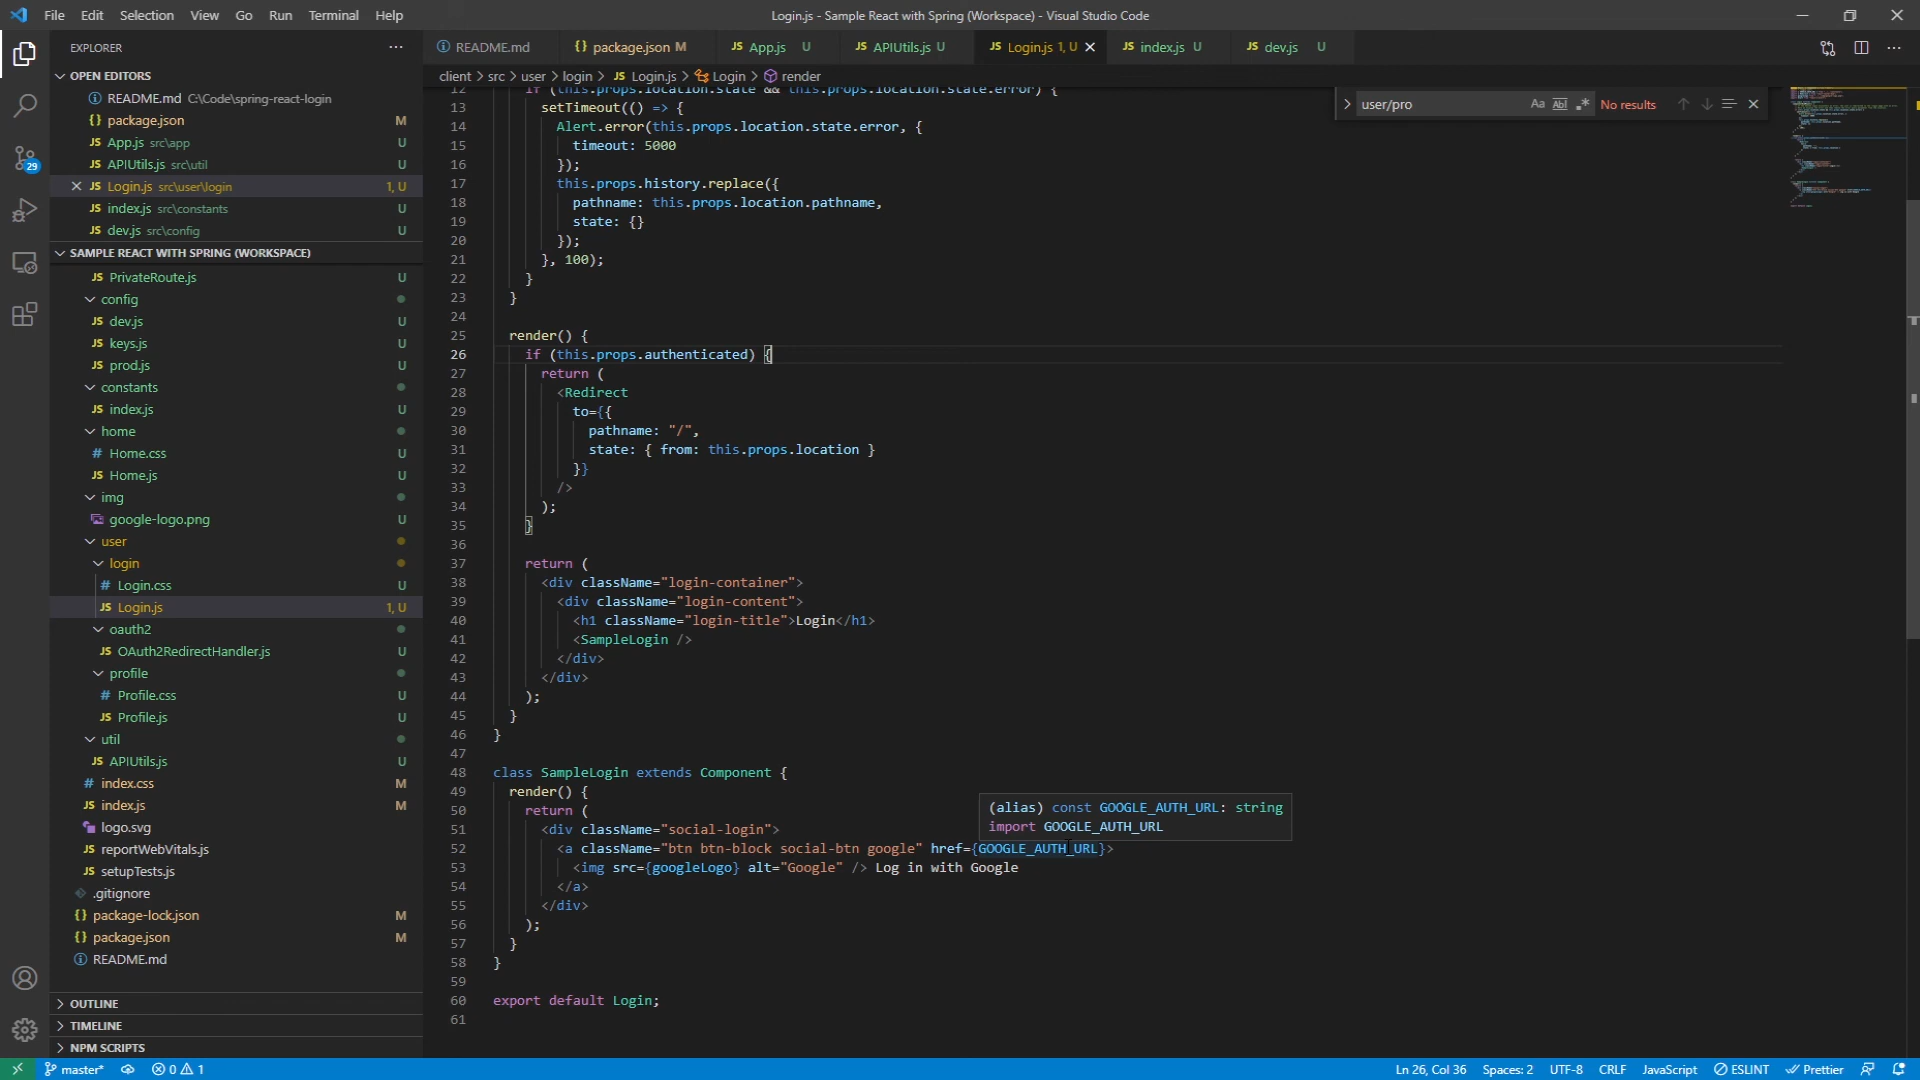 File Edit Selection View Go Run Terminal Help
Login.js - Sample React with Spring (Workspace) - Visual Studio Code
EXPLORER
OPEN EDITORS
README.md C:\Code\spring-react-login
package.json M
App.js src\app U
APIUtils.js src\util U
Login.js src\user\login 1, U
index.js src\constants U
dev.js src\config U
SAMPLE REACT WITH SPRING (WORKSPACE)
PrivateRoute.js U
config
dev.js U
keys.js U
prod.js U
constants
index.js U
home
Home.css U
Home.js U
img
google-logo.png U
user
login
Login.css U
Login.js 1, U
oauth2
OAuth2RedirectHandler.js U
profile
Profile.css U
Profile.js U
util
APIUtils.js U
index.css M
index.js M
logo.svg
reportWebVitals.js
setupTests.js
.gitignore
package-lock.json M
package.json M
README.md
OUTLINE
TIMELINE
NPM SCRIPTS
29
README.md package.json M App.js U APIUtils.js U Login.js 1, U index.js U dev.js U
client > src > user > login > JS Login.js > Login > render
user/pro Aa Abl .* No results
12 if (this.props.location.state && this.props.location.state.error) {
13 setTimeout(() => {
14 Alert.error(this.props.location.state.error, {
15 timeout: 5000
16 });
17 this.props.history.replace({
18 pathname: this.props.location.pathname,
19 state: {}
20 });
21 }, 100);
22 }
23 }
24
25 render() {
26 if (this.props.authenticated) {
27 return (
28 <Redirect
29 to={{
30 pathname: "/",
31 state: { from: this.props.location }
32 }}
33 />
34 );
35 }
36
37 return (
38 <div className="login-container">
39 <div className="login-content">
40 <h1 className="login-title">Login</h1>
41 <SampleLogin />
42 </div>
43 </div>
44 );
45 }
46 }
47
48 class SampleLogin extends Component {
49 render() {
50 return (
51 <div className="social-login">
52 <a className="btn btn-block social-btn google" href={GOOGLE_AUTH_URL}>
53 <img src={googleLogo} alt="Google" /> Log in with Google
54 </a>
55 </div>
56 );
57 }
58 }
59
60 export default Login;
61
(alias) const GOOGLE_AUTH_URL: string
import GOOGLE_AUTH_URL
master* 0 1
Ln 26, Col 36 Spaces: 2 UTF-8 CRLF JavaScript ESLINT Prettier